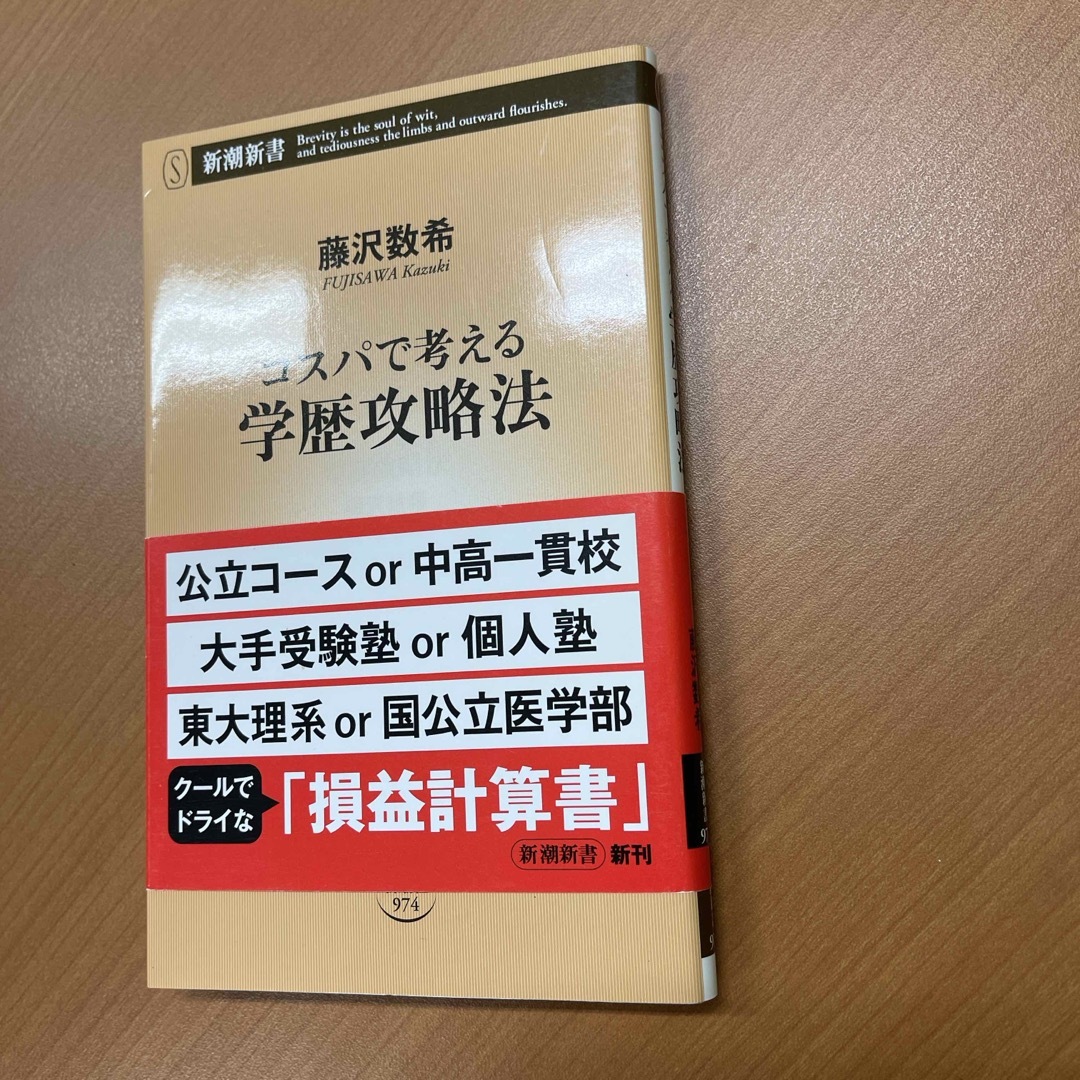 S 新潮新書
Brevity is the soul of wit,
and tediousness the limbs and outward flourishes.
藤沢数希
FUJISAWA Kazuki
コスパで考える
学歴攻略法
公立コース or 中高一貫校
大手受験塾 or 個人塾
東大理系 or 国公立医学部
クールで
ドライな
「損益計算書」
新潮新書 新刊
974